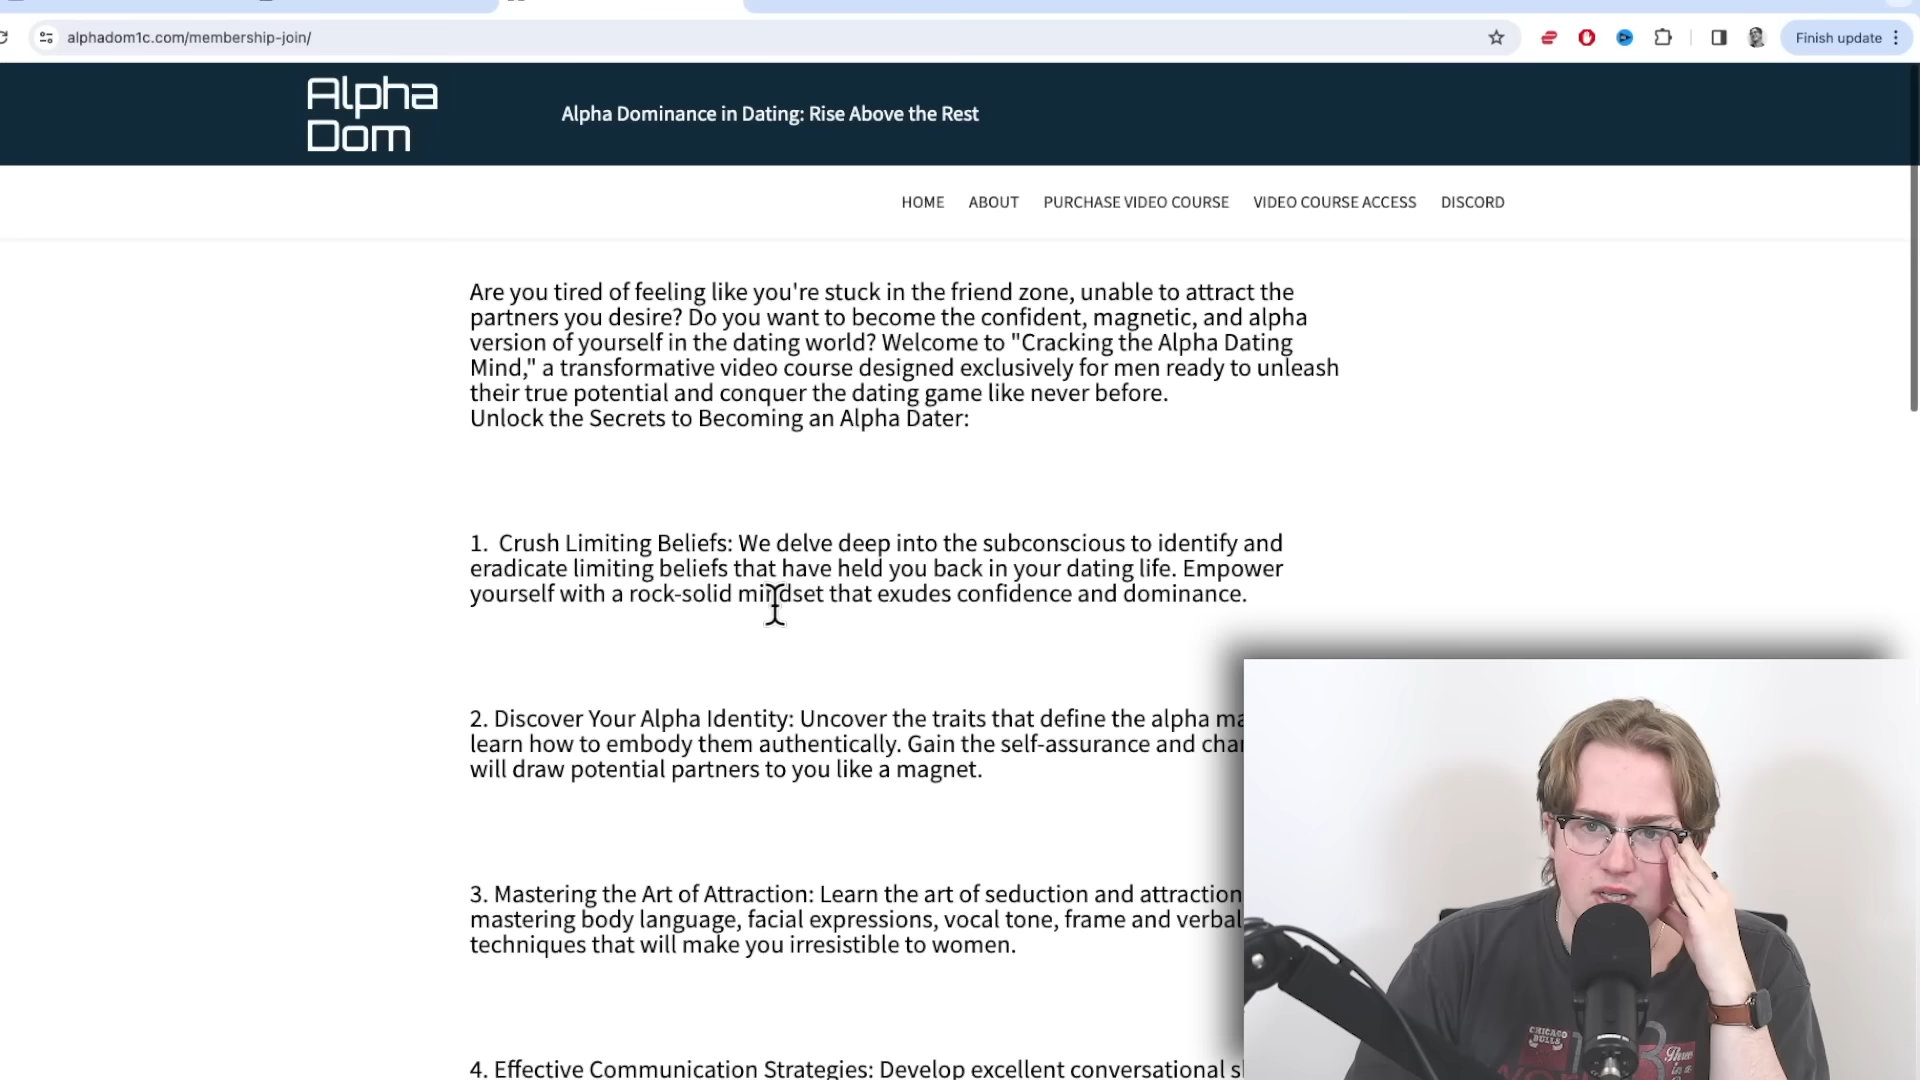 alphadom1c.com/membership-join/
Finish update
Alpha
Dom
Alpha Dominance in Dating: Rise Above the Rest
HOME ABOUT PURCHASE VIDEO COURSE VIDEO COURSE ACCESS DISCORD
Are you tired of feeling like you're stuck in the friend zone, unable to attract the
partners you desire? Do you want to become the confident, magnetic, and alpha
version of yourself in the dating world? Welcome to "Cracking the Alpha Dating
Mind," a transformative video course designed exclusively for men ready to unleash
their true potential and conquer the dating game like never before.
Unlock the Secrets to Becoming an Alpha Dater:
1. Crush Limiting Beliefs: We delve deep into the subconscious to identify and
eradicate limiting beliefs that have held you back in your dating life. Empower
yourself with a rock-solid mindset that exudes confidence and dominance.
2. Discover Your Alpha Identity: Uncover the traits that define the alpha
learn how to embody them authentically. Gain the self-assurance and
will draw potential partners to you like a magnet.
3. Mastering the Art of Attraction: Learn the art of seduction and attraction
mastering body language, facial expressions, vocal tone, frame and verbal
techniques that will make you irresistible to women.
4. Effective Communication Strategies: Develop excellent conversational
CHICAGO
BULLS